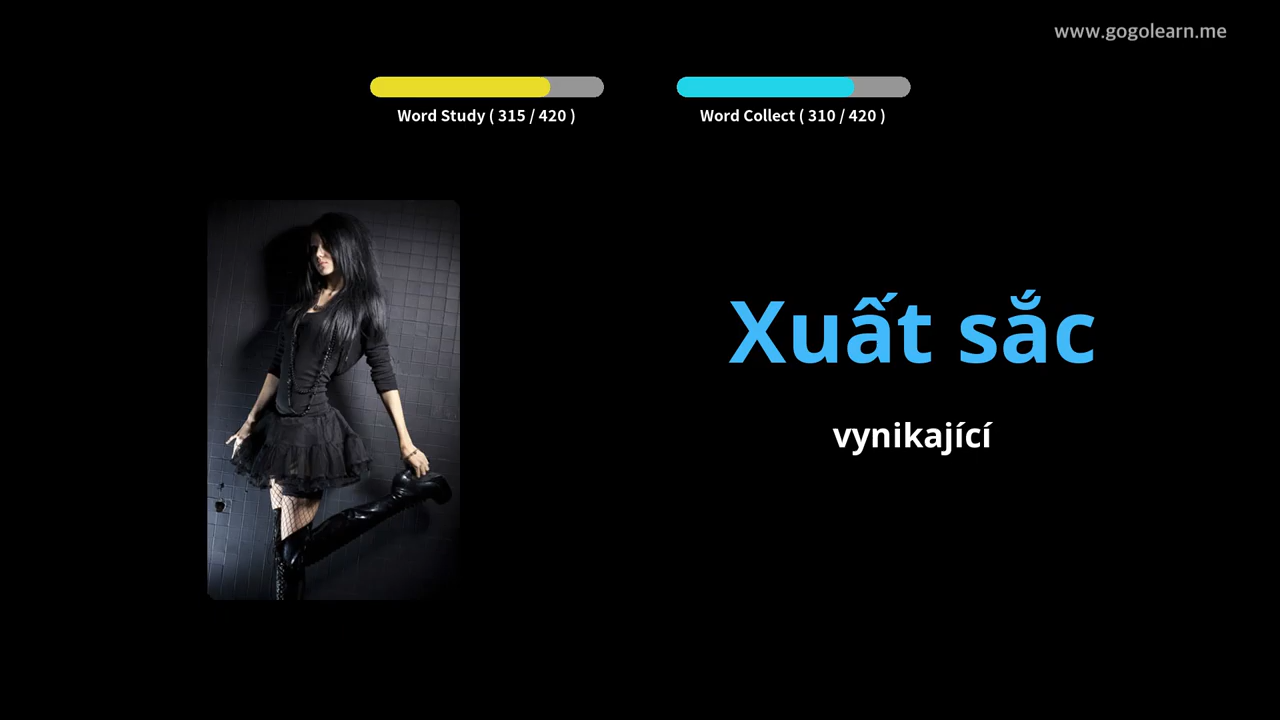 www.gogolearn.me
Word Study ( 315 / 420 )
Word Collect ( 310 / 420 )
Xuất sắc
vynikající